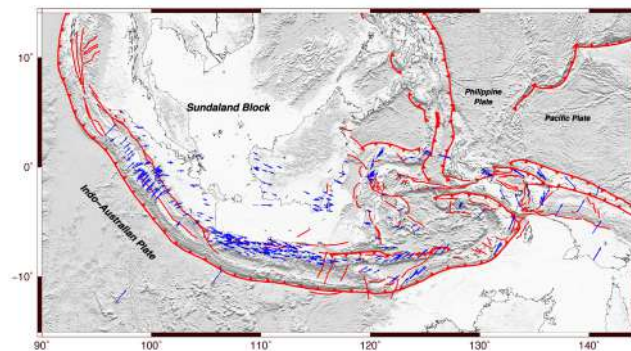 10°
Philippine
Plate
Sundaland Block
Pacific Plate
0°
Indo-Australian Plate
−10°
90°
100°
110°
120°
130°
140°